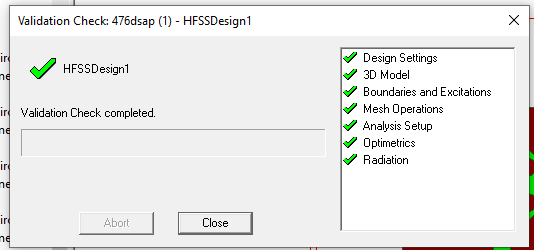 Validation Check: 476dsap (1) - HFSSDesign1
HFSSDesign1
Validation Check completed.
Design Settings
3D Model
Boundaries and Excitations
Mesh Operations
Analysis Setup
Optimetrics
Radiation
Abort
Close